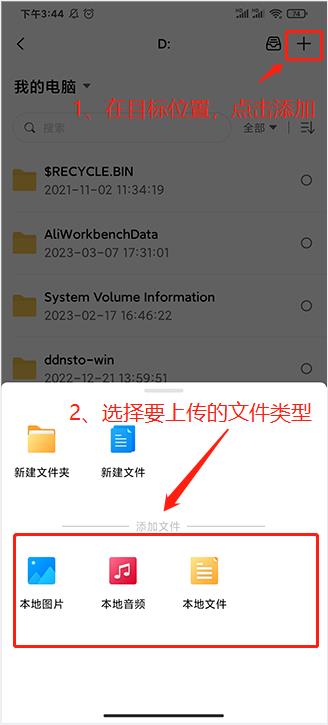 下午3:44
74
D:
我的电脑
1、在目标位置，点击添加
搜索
全部
$RECYCLE.BIN
2021-11-02 11:34:19
AliWorkbenchData
2023-03-07 17:31:01
System Volume Information
2023-02-17 16:46:22
ddnsto-win
2022-12-21 13:59:51
2、选择要上传的文件类型
新建文件夹
新建文件
添加文件
本地图片
本地音频
本地文件